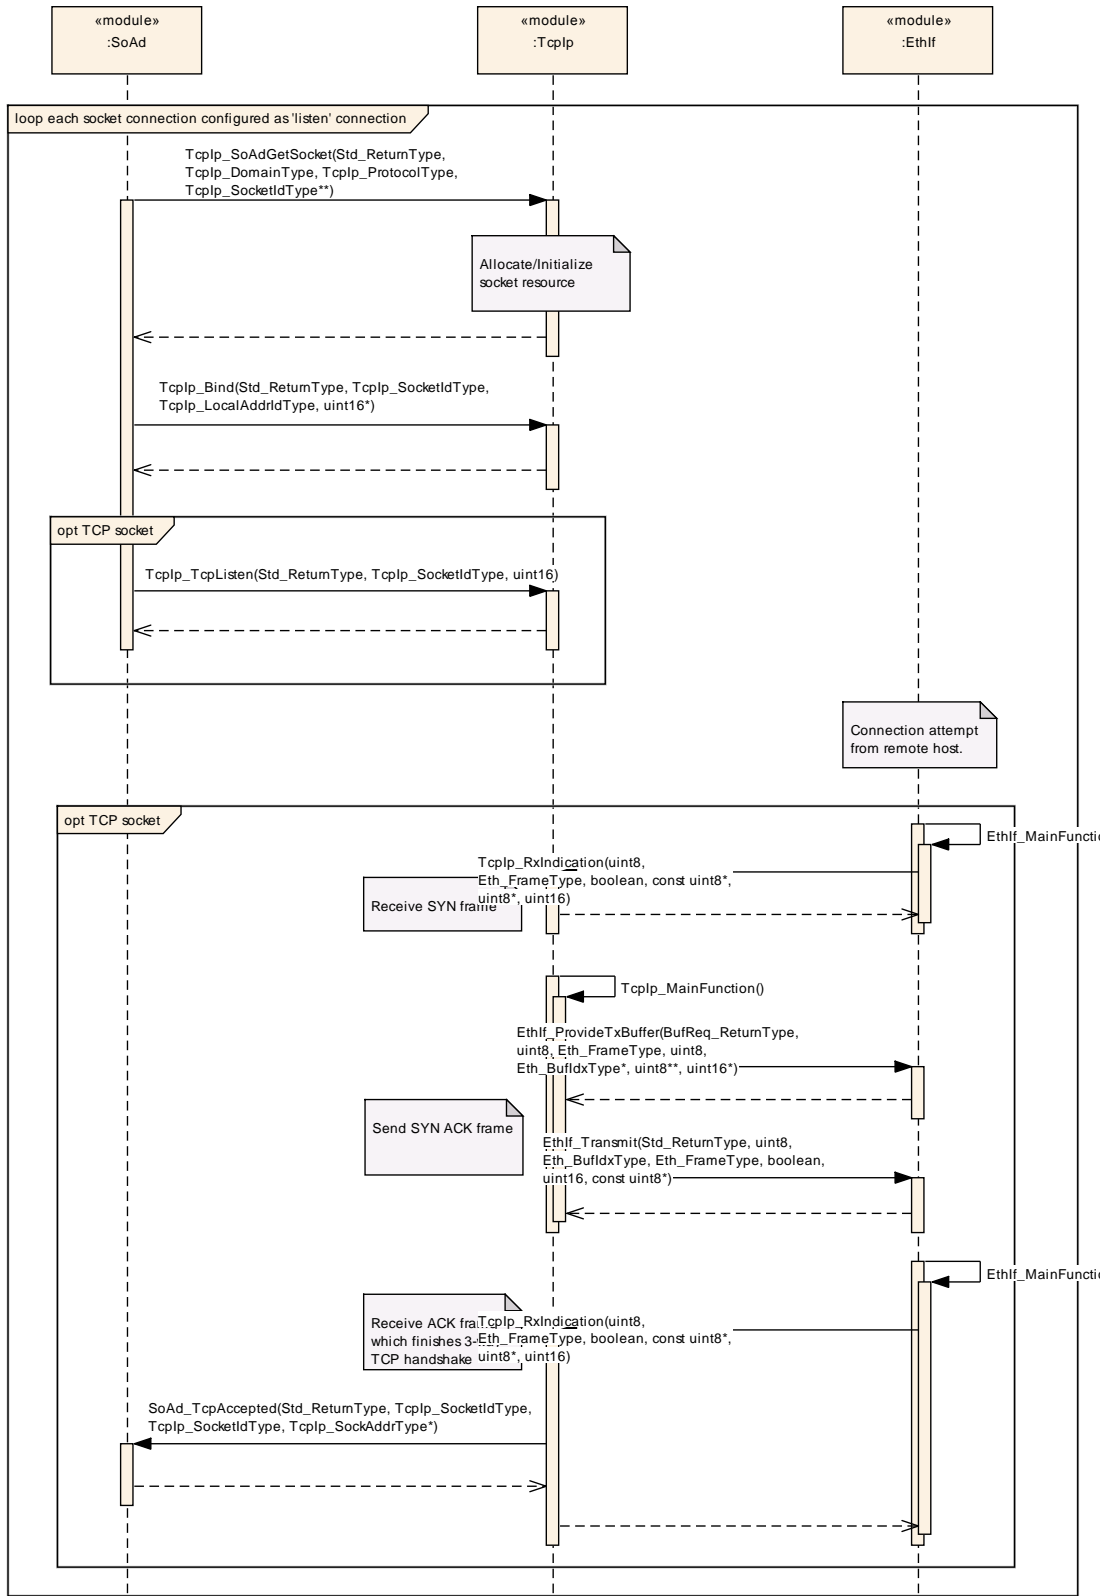 «module»
:SoAd
«module»
:TcpIp
«module»
:EthIf
loop each socket connection configured as 'listen' connection
TcpIp_SoAdGetSocket(Std_ReturnType,
TcpIp_DomainType, TcpIp_ProtocolType,
TcpIp_SocketIdType**)
Allocate/Initialize
socket resource
TcpIp_Bind(Std_ReturnType, TcpIp_SocketIdType,
TcpIp_LocalAddrIdType, uint16*)
opt TCP socket
TcpIp_TcpListen(Std_ReturnType, TcpIp_SocketIdType, uint16)
Connection attempt
from remote host.
opt TCP socket
EthIf_MainFunctio
TcpIp_RxIndication(uint8,
Eth_FrameType, boolean, const uint8*,
uint8*, uint16)
Receive SYN frame
TcpIp_MainFunction()
EthIf_ProvideTxBuffer(BufReq_ReturnType,
uint8, Eth_FrameType, uint8,
Eth_BufIdxType*, uint8**, uint16*)
Send SYN ACK frame
EthIf_Transmit(Std_ReturnType, uint8,
Eth_BufIdxType, Eth_FrameType, boolean,
uint16, const uint8*)
EthIf_MainFunctio
TcpIp_RxIndication(uint8,
Eth_FrameType, boolean, const uint8*,
uint8*, uint16)
Receive ACK
which finishes
TCP handshake
SoAd_TcpAccepted(Std_ReturnType, TcpIp_SocketIdType,
TcpIp_SocketIdType, TcpIp_SockAddrType*)